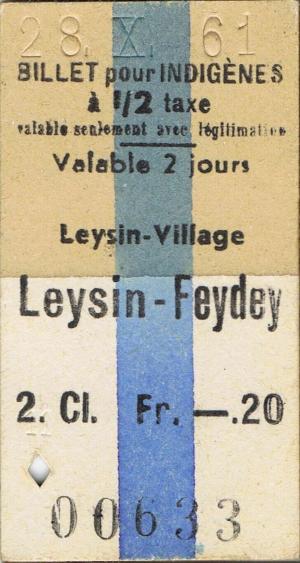 28. X. 61
BILLET pour INDIGÈNES
à 1/2 taxe
valable seulement avec légitimation
Valable 2 jours
Leysin-Village
Leysin-Feydey
2. Cl. Fr. —.20
00633